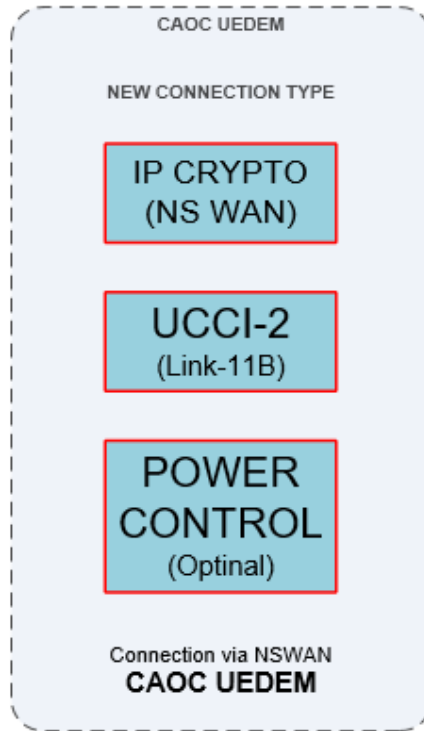 CAOC UEDEM
NEW CONNECTION TYPE
IP CRYPTO
(NS WAN)
UCCI-2
(Link-11B)
POWER
CONTROL
(Optinal)
Connection via NSWAN
CAOC UEDEM